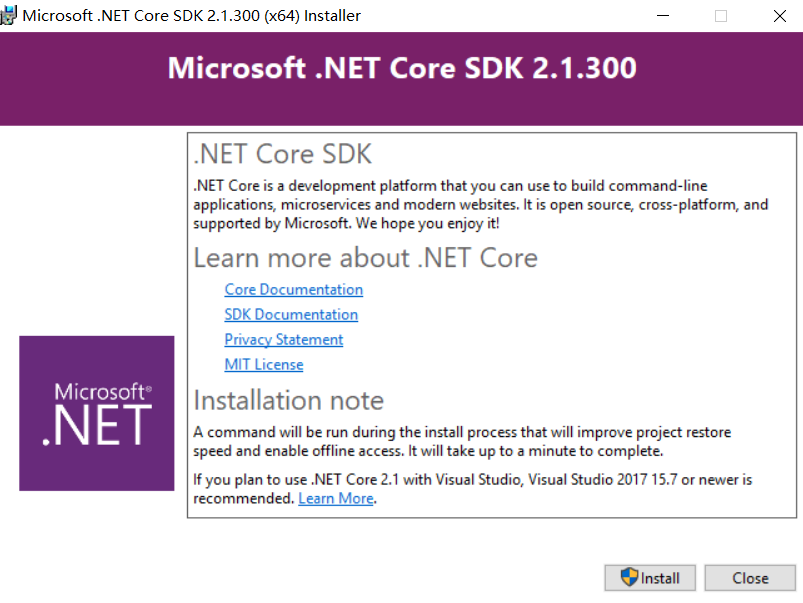 Microsoft .NET Core SDK 2.1.300 (x64) Installer
Microsoft .NET Core SDK 2.1.300
.NET Core SDK
.NET Core is a development platform that you can use to build command-line
applications, microservices and modern websites. It is open source, cross-platform, and
supported by Microsoft. We hope you enjoy it!
Learn more about .NET Core
Core Documentation
SDK Documentation
Privacy Statement
MIT License
Microsoft®
.NET
Installation note
A command will be run during the install process that will improve project restore
speed and enable offline access. It will take up to a minute to complete.
If you plan to use .NET Core 2.1 with Visual Studio, Visual Studio 2017 15.7 or newer is
recommended. Learn More.
Install
Close